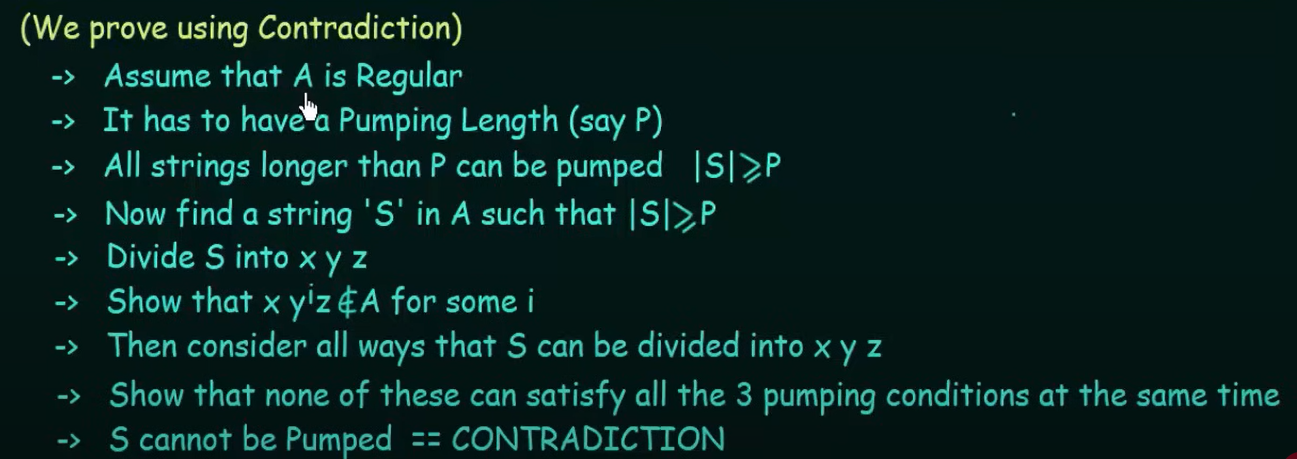 (We prove using Contradiction)
-> Assume that A is Regular
-> It has to have a Pumping Length (say P)
-> All strings longer than P can be pumped |S|⩾P
-> Now find a string 'S' in A such that |S|⩾P
-> Divide S into x y z
-> Show that x yⁱz ∉ A for some i
-> Then consider all ways that S can be divided into x y z
-> Show that none of these can satisfy all the 3 pumping conditions at the same time
-> S cannot be Pumped == CONTRADICTION